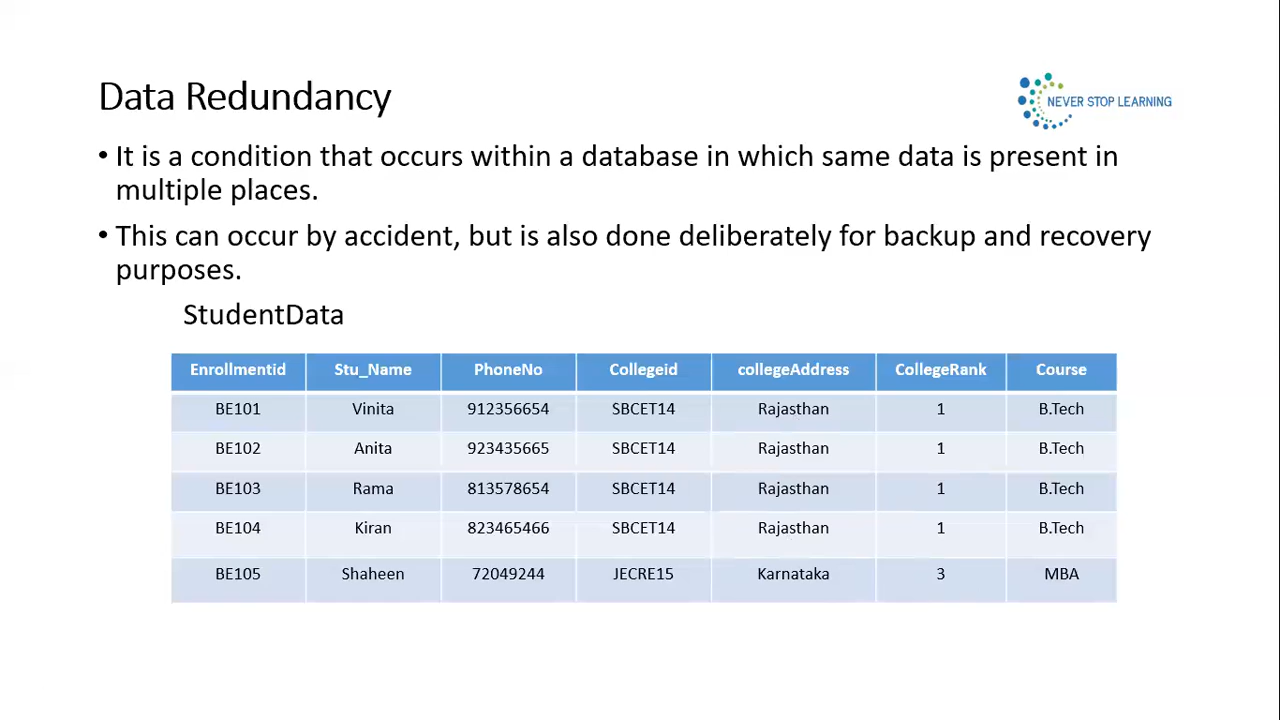 Data Redundancy
NEVER STOP LEARNING
• It is a condition that occurs within a database in which same data is present in
multiple places.
• This can occur by accident, but is also done deliberately for backup and recovery
purposes.
StudentData
Enrollmentid Stu_Name PhoneNo Collegeid collegeAddress CollegeRank Course
BE101 Vinita 912356654 SBCET14 Rajasthan 1 B.Tech
BE102 Anita 923435665 SBCET14 Rajasthan 1 B.Tech
BE103 Rama 813578654 SBCET14 Rajasthan 1 B.Tech
BE104 Kiran 823465466 SBCET14 Rajasthan 1 B.Tech
BE105 Shaheen 72049244 JECRE15 Karnataka 3 MBA